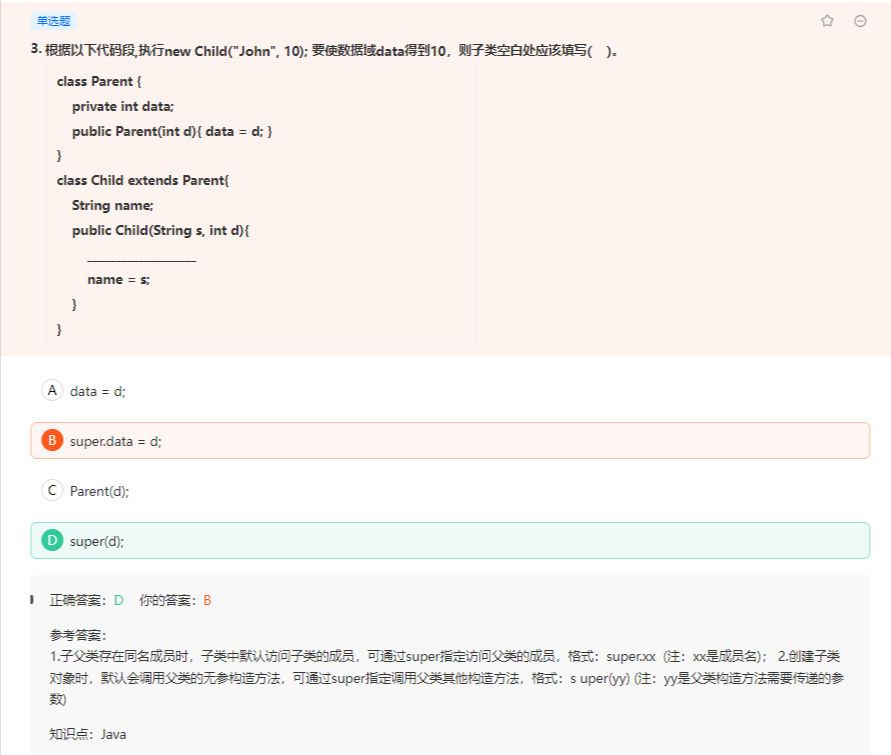 单选题
3. 根据以下代码段,执行new Child("John", 10); 要使数据域data得到10，则子类空白处应该填写(    )。
class Parent {
private int data;
public Parent(int d){ data = d; }
}
class Child extends Parent{
String name;
public Child(String s, int d){
___________________
name = s;
}
}
A data = d;
B super.data = d;
C Parent(d);
D super(d);
正确答案：D 你的答案：B
参考答案：
1.子父类存在同名成员时，子类中默认访问子类的成员，可通过super指定访问父类的成员，格式：super.xx  (注：xx是成员名)； 2.创建子类
对象时，默认会调用父类的无参构造方法，可通过super指定调用父类其他构造方法，格式：s uper(yy) (注：yy是父类构造方法需要传递的参
数)
知识点：Java